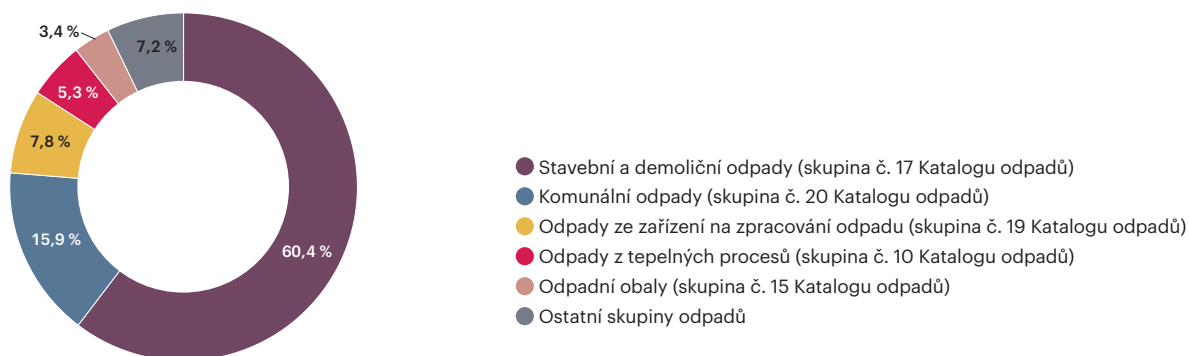 3,4 %
7,2 %
5,3 %
7,8 %
15,9 %
60,4 %
Stavební a demoliční odpady (skupina č. 17 Katalogu odpadů)
Komunální odpady (skupina č. 20 Katalogu odpadů)
Odpady ze zařízení na zpracování odpadu (skupina č. 19 Katalogu odpadů)
Odpady z tepelných procesů (skupina č. 10 Katalogu odpadů)
Odpadní obaly (skupina č. 15 Katalogu odpadů)
Ostatní skupiny odpadů